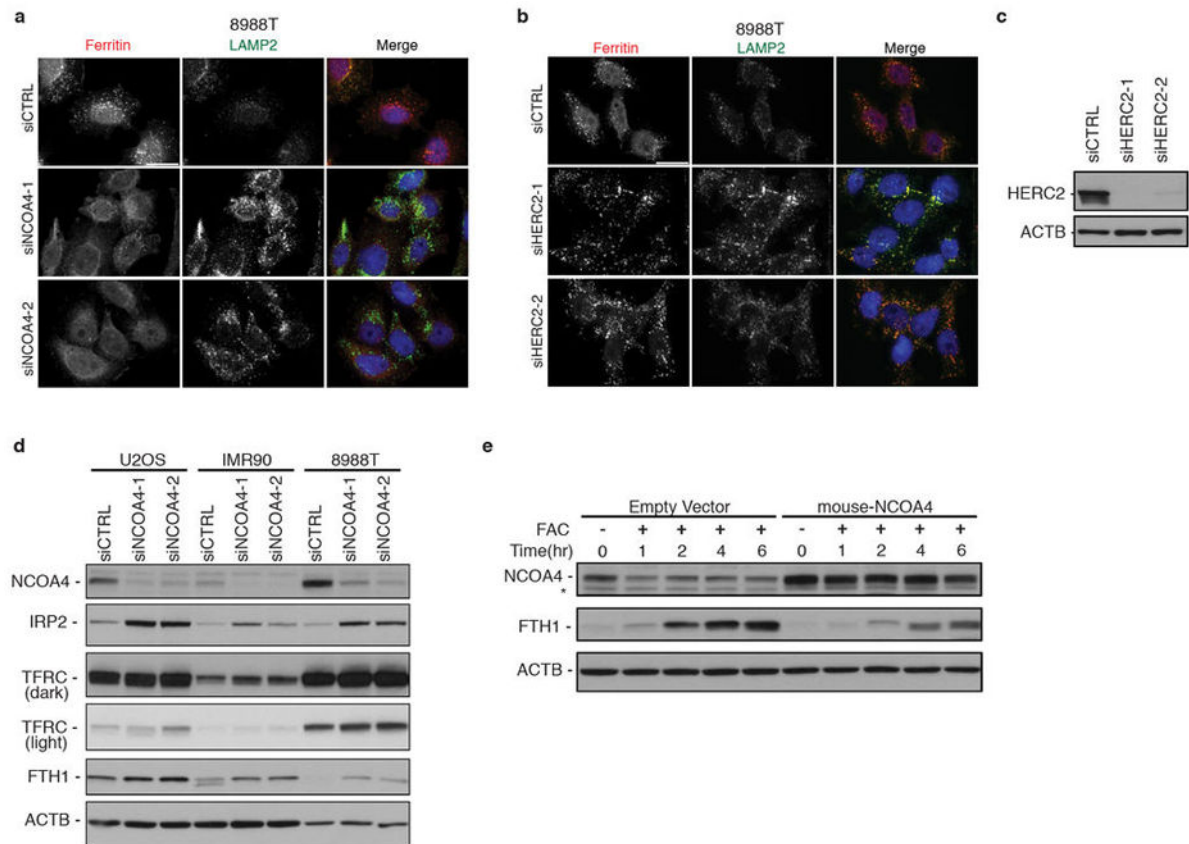 a
8988T
Ferritin LAMP2 Merge
siCTRL
siNCOA4-1
siNCOA4-2
b
8988T
Ferritin LAMP2 Merge
siCTRL
siHERC2-1
siHERC2-2
c
siCTRL siHERC2-1 siHERC2-2
HERC2
ACTB
d
U2OS IMR90 8988T
siCTRL siNCOA4-1 siNCOA4-2 siCTRL siNCOA4-1 siNCOA4-2 siCTRL siNCOA4-1 siNCOA4-2
NCOA4 -
IRP2 -
TFRC -
(dark)
TFRC -
(light)
FTH1 -
ACTB -
e
Empty Vector mouse-NCOA4
FAC - + + + + - + + + +
Time(hr) 0 1 2 4 6 0 1 2 4 6
NCOA4 -
*
FTH1 -
ACTB -